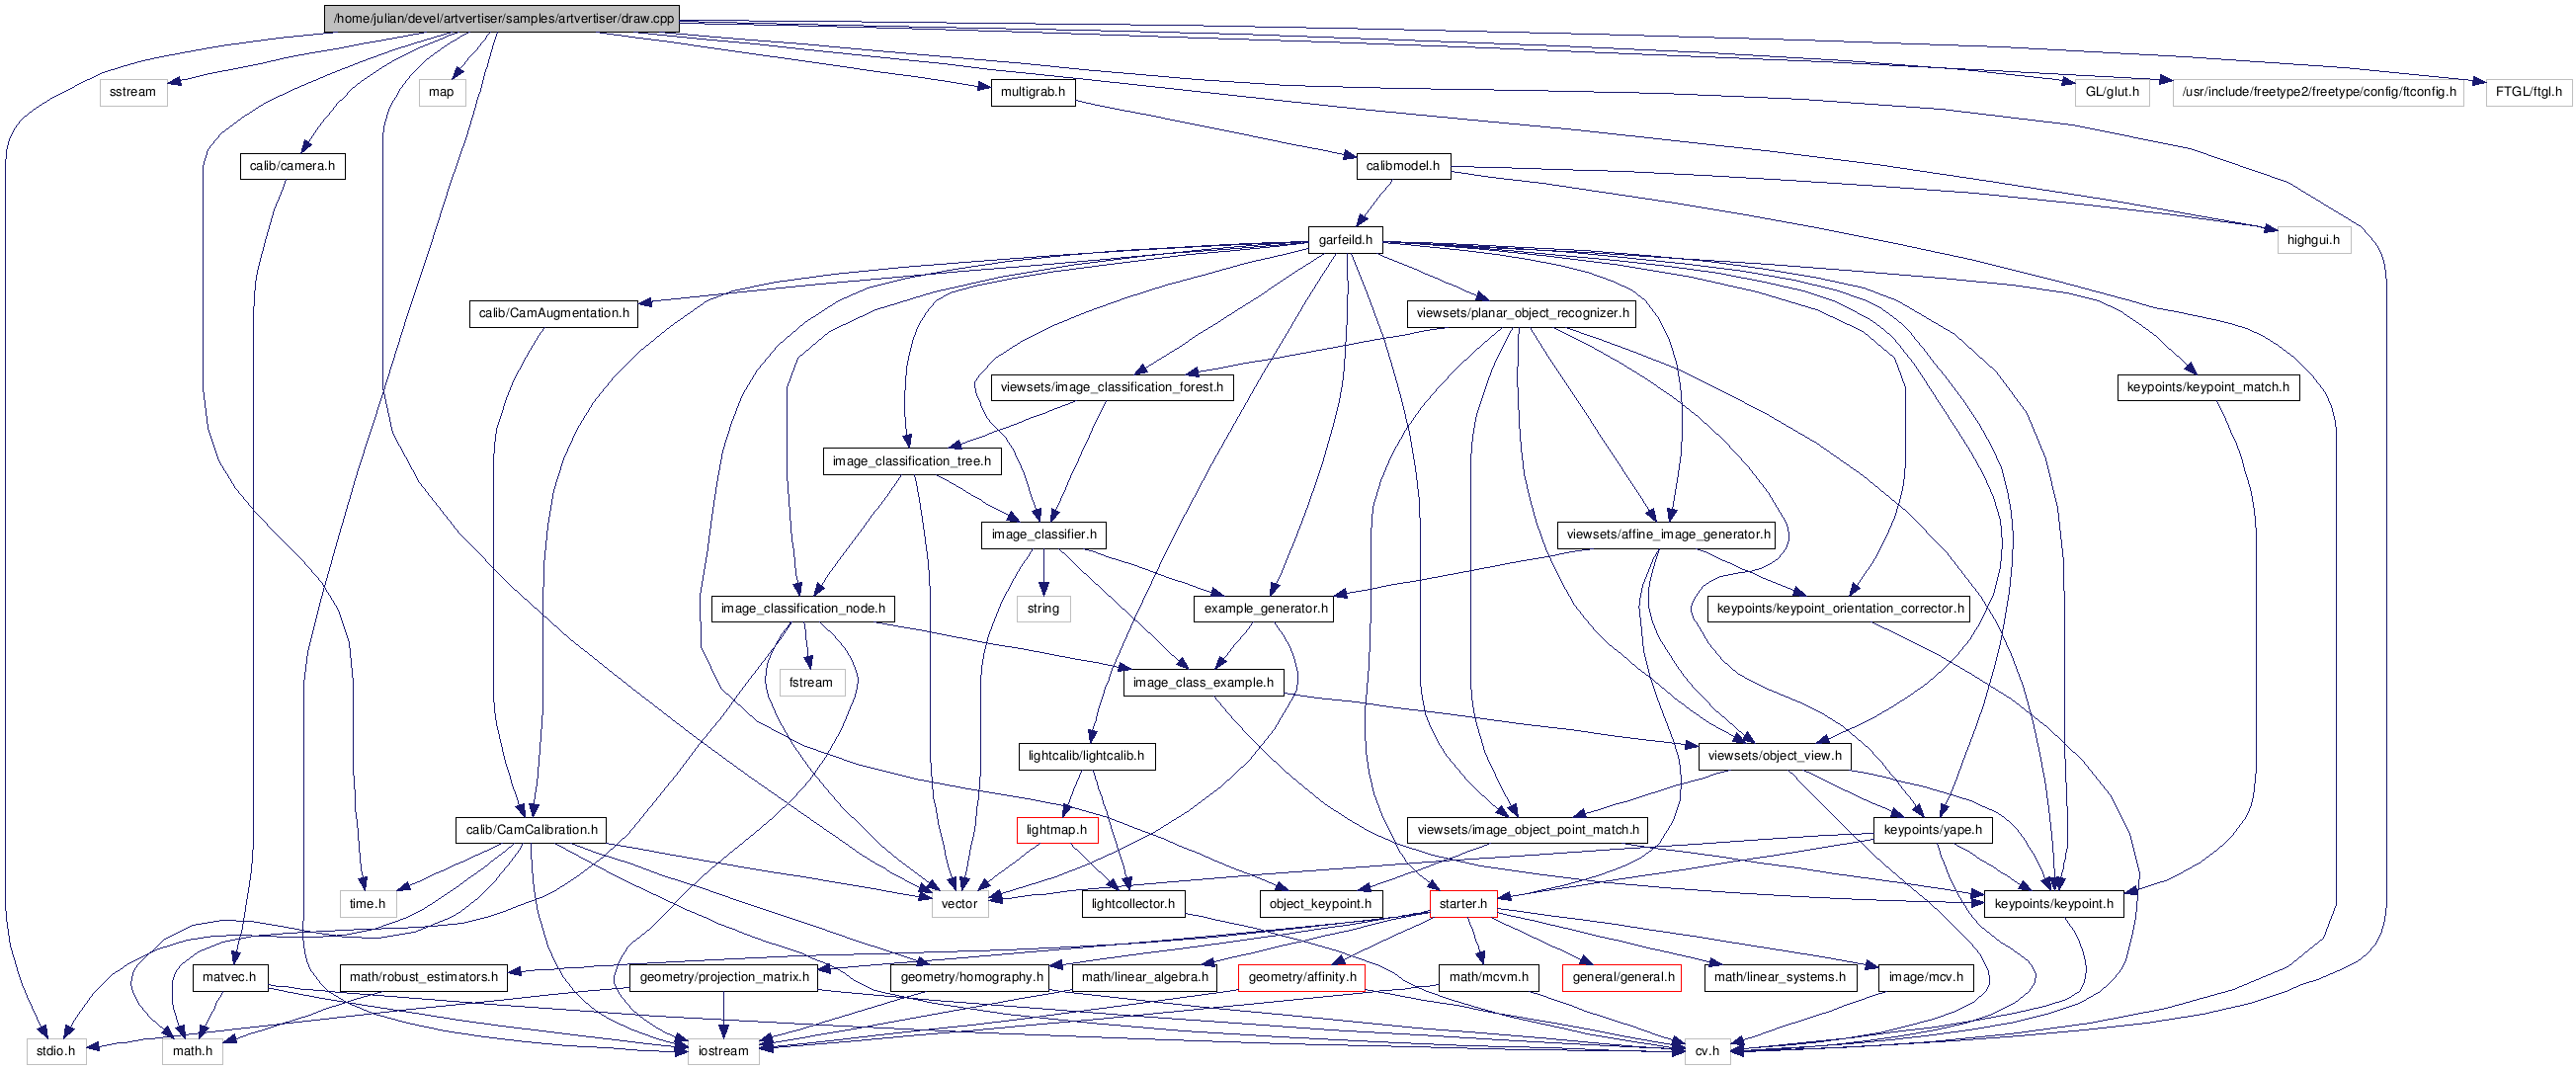 /home/julian/devel/artvertiser/samples/artvertiser/draw.cpp
sstream
map
multigrab.h
GL/glut.h
/usr/include/freetype2/freetype/config/ftconfig.h
FTGL/ftgl.h
calib/camera.h
calibmodel.h
garfeild.h
highgui.h
calib/CamAugmentation.h
viewsets/planar_object_recognizer.h
viewsets/image_classification_forest.h
keypoints/keypoint_match.h
image_classification_tree.h
image_classifier.h
viewsets/affine_image_generator.h
image_classification_node.h
string
example_generator.h
keypoints/keypoint_orientation_corrector.h
fstream
image_class_example.h
lightcalib/lightcalib.h
viewsets/object_view.h
calib/CamCalibration.h
lightmap.h
viewsets/image_object_point_match.h
keypoints/yape.h
time.h
vector
lightcollector.h
object_keypoint.h
starter.h
keypoints/keypoint.h
matvec.h
math/robust_estimators.h
geometry/projection_matrix.h
geometry/homography.h
math/linear_algebra.h
geometry/affinity.h
math/mcvm.h
general/general.h
math/linear_systems.h
image/mcv.h
stdio.h
math.h
iostream
cv.h